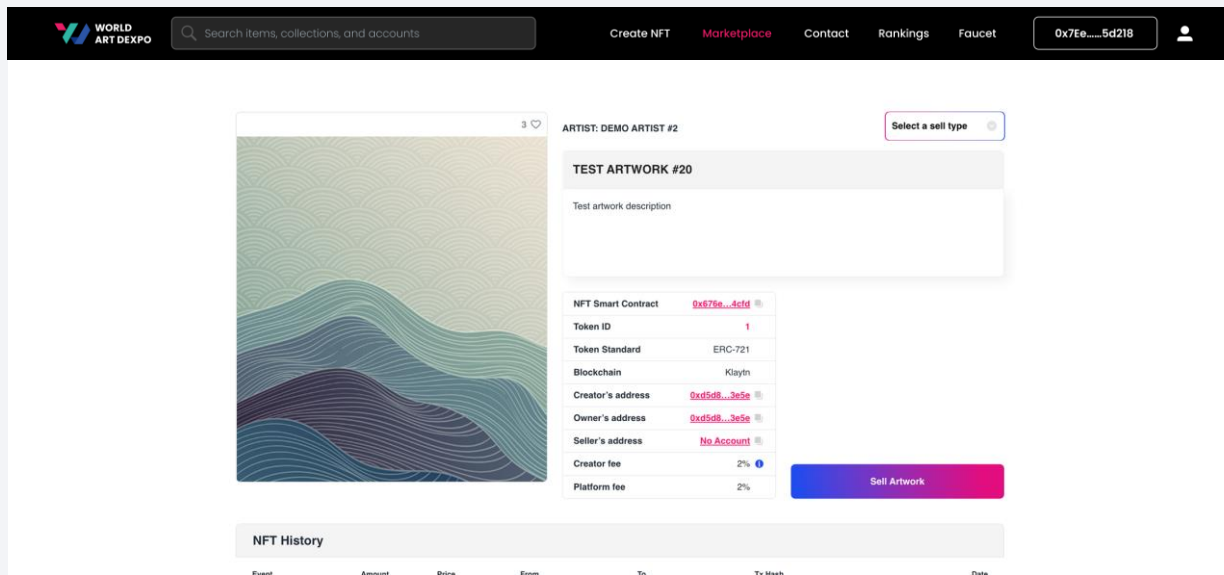 WORLD
ART DEXPO
Search items, collections, and accounts
Create NFT
Marketplace
Contact
Rankings
Faucet
0x7Ee......5d218
3
ARTIST: DEMO ARTIST #2
Select a sell type
TEST ARTWORK #20
Test artwork description
NFT Smart Contract 0x676e...4cfd
Token ID 1
Token Standard ERC-721
Blockchain Klaytn
Creator's address 0xd5d8...3e5e
Owner's address 0xd5d8...3e5e
Seller's address No Account
Creator fee 2%
Platform fee 2%
Sell Artwork
NFT History
Event Amount Price From To Tx Hash Date